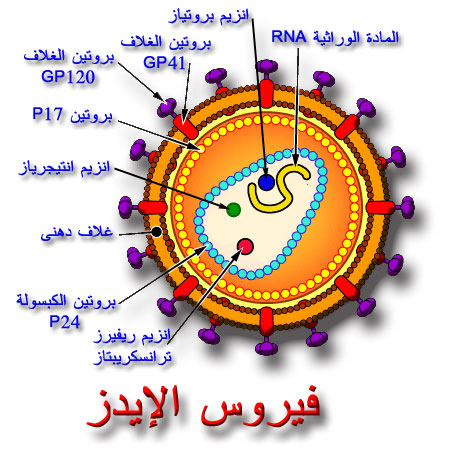 انزيم بروتياز
المادة الوراثية RNA
بروتين الغلاف
GP41
بروتين الغلاف
GP120
بروتين P17
انزيم انتيجرياز
غلاف دهنى
بروتين الكبسولة
P24
انزيم ريفيرز
ترانسكريبتاز
فيروس الإيدز